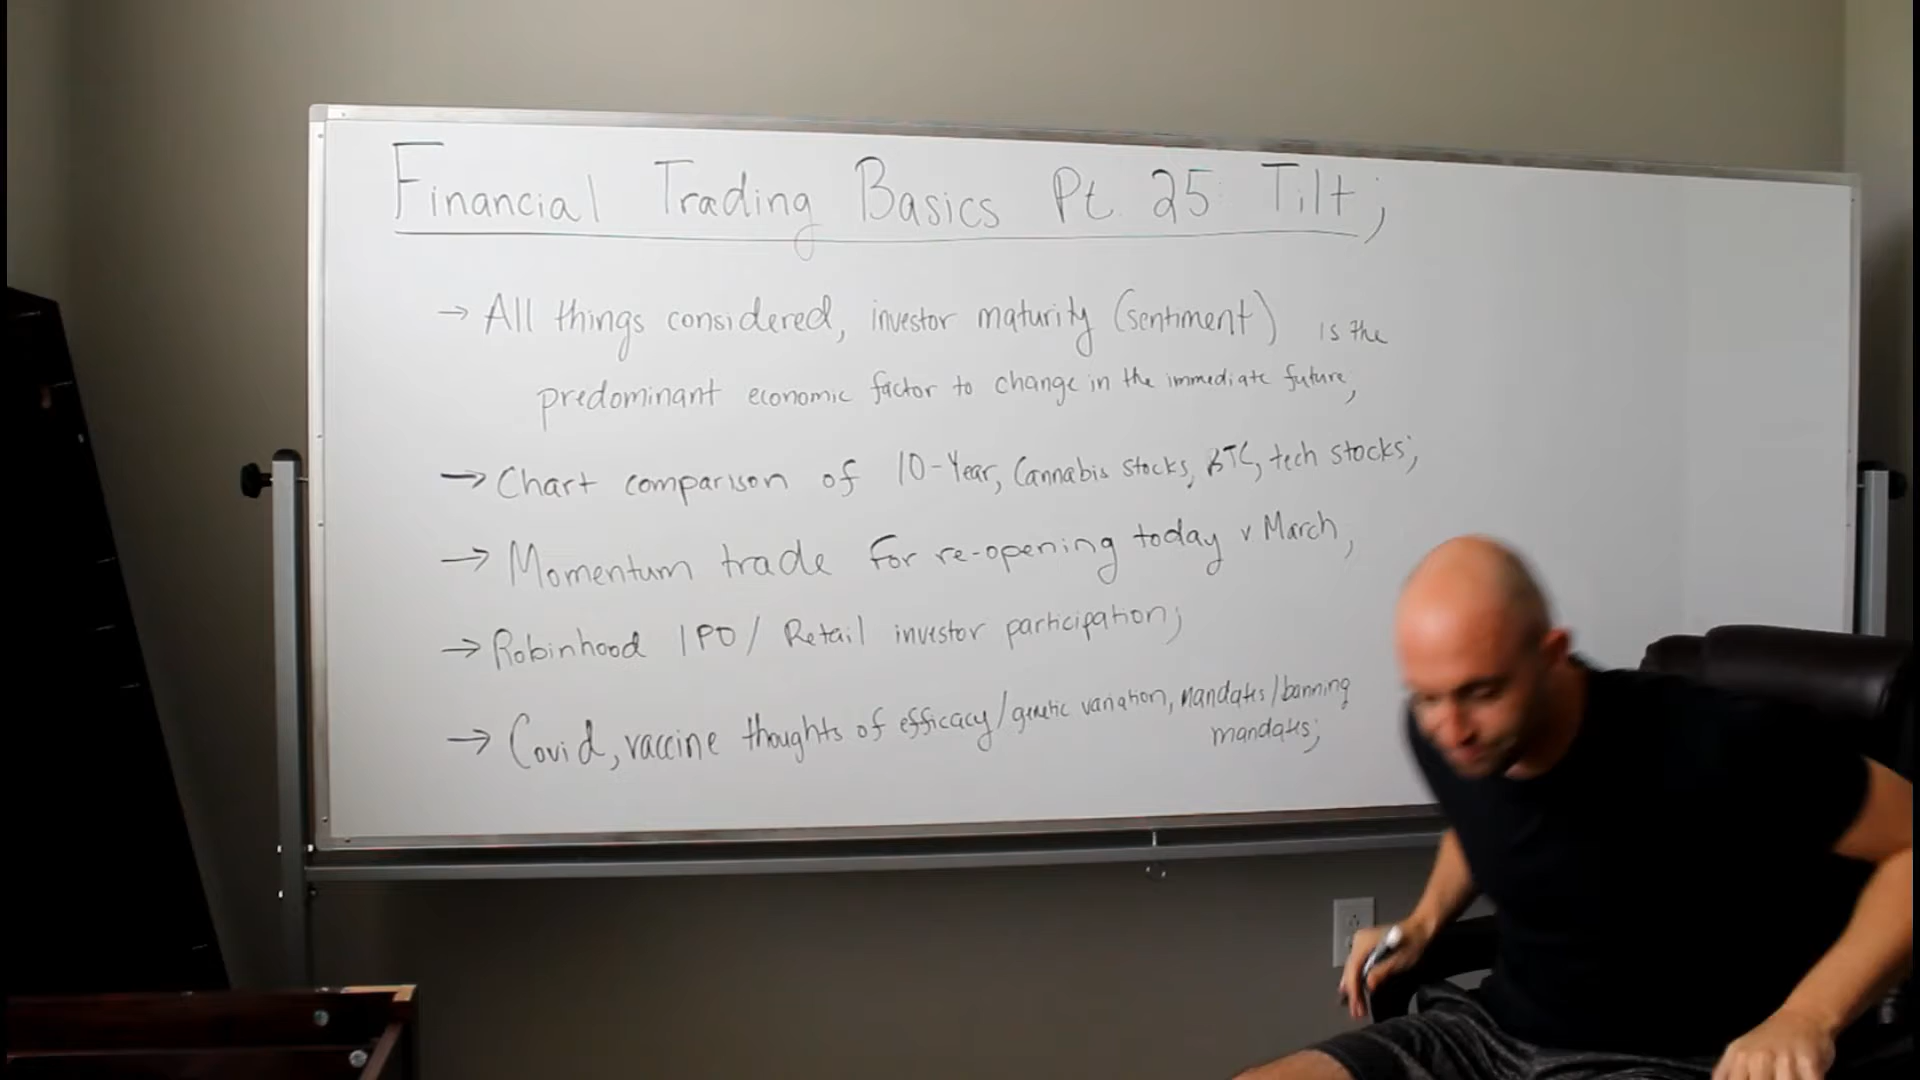 Financial Trading Basics Pt. 25 Tilt;
→ All things considered, investor maturity (sentiment) is the
predominant economic factor to change in the immediate future,
→ Chart comparison of 10-Year, Cannabis stocks, BTC, tech stocks;
→ Momentum trade for re-opening today v March,
→ Robinhood IPO / Retail investor participation;
→ Covid, vaccine thoughts of efficacy/genetic variation, mandates/banning
mandates;